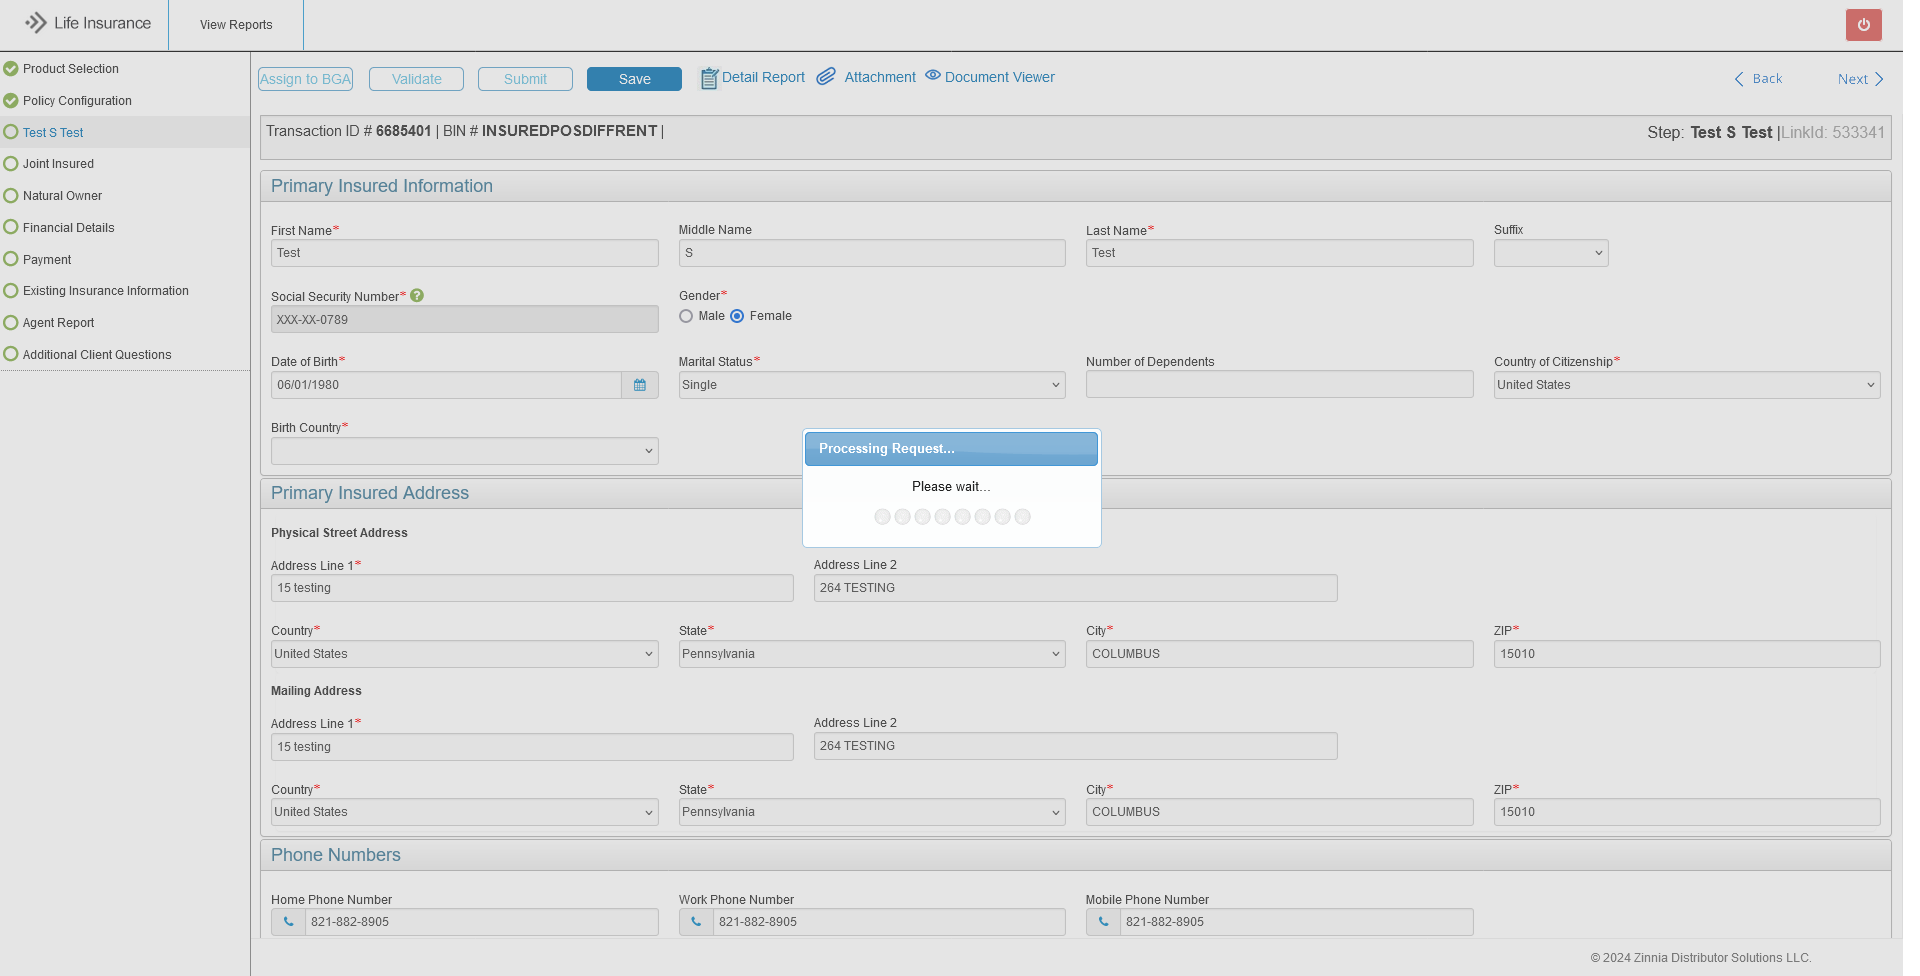 Life Insurance
View Reports
Product Selection
Policy Configuration
Test S Test
Joint Insured
Natural Owner
Financial Details
Payment
Existing Insurance Information
Agent Report
Additional Client Questions
Assign to BGA Validate Submit Save Detail Report Attachment Document Viewer Back Next
Transaction ID # 6685401 | BIN # INSUREDPOSDIFFRENT | Step: Test S Test |LinkId: 533341
Primary Insured Information
First Name* Middle Name Last Name* Suffix
Test S Test
Social Security Number* ? Gender*
XXX-XX-0789 Male Female
Date of Birth* Marital Status* Number of Dependents Country of Citizenship*
06/01/1980 Single United States
Birth Country*
Processing Request...
Please wait...
Primary Insured Address
Physical Street Address
Address Line 1* Address Line 2
15 testing 264 TESTING
Country* State* City* ZIP*
United States Pennsylvania COLUMBUS 15010
Mailing Address
Address Line 1* Address Line 2
15 testing 264 TESTING
Country* State* City* ZIP*
United States Pennsylvania COLUMBUS 15010
Phone Numbers
Home Phone Number Work Phone Number Mobile Phone Number
821-882-8905 821-882-8905 821-882-8905
© 2024 Zinnia Distributor Solutions LLC.